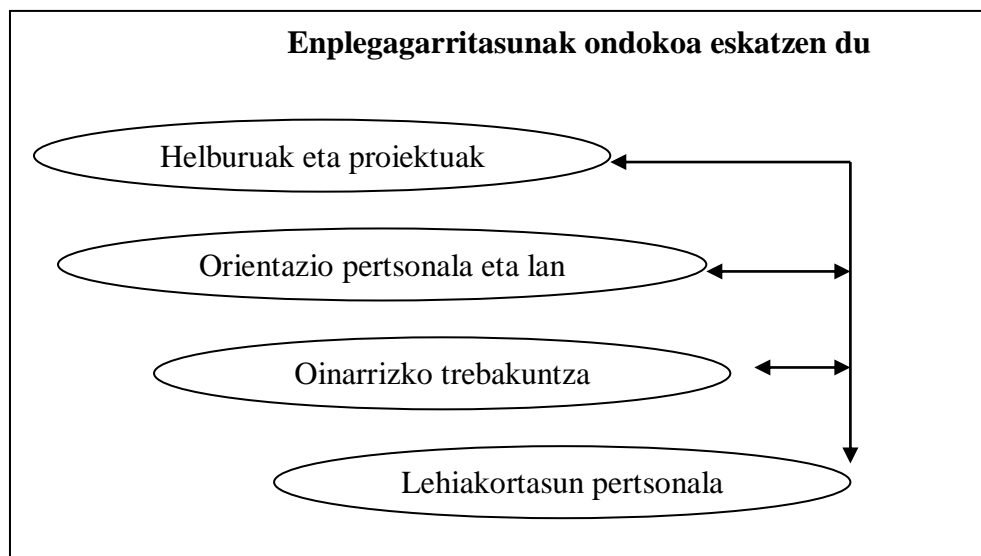 Enplegagarritasunak ondokoa eskatzen du
Helburuak eta proiektuak
Orientazio pertsonala eta lan
Oinarrizko trebakuntza
Lehiakortasun pertsonala